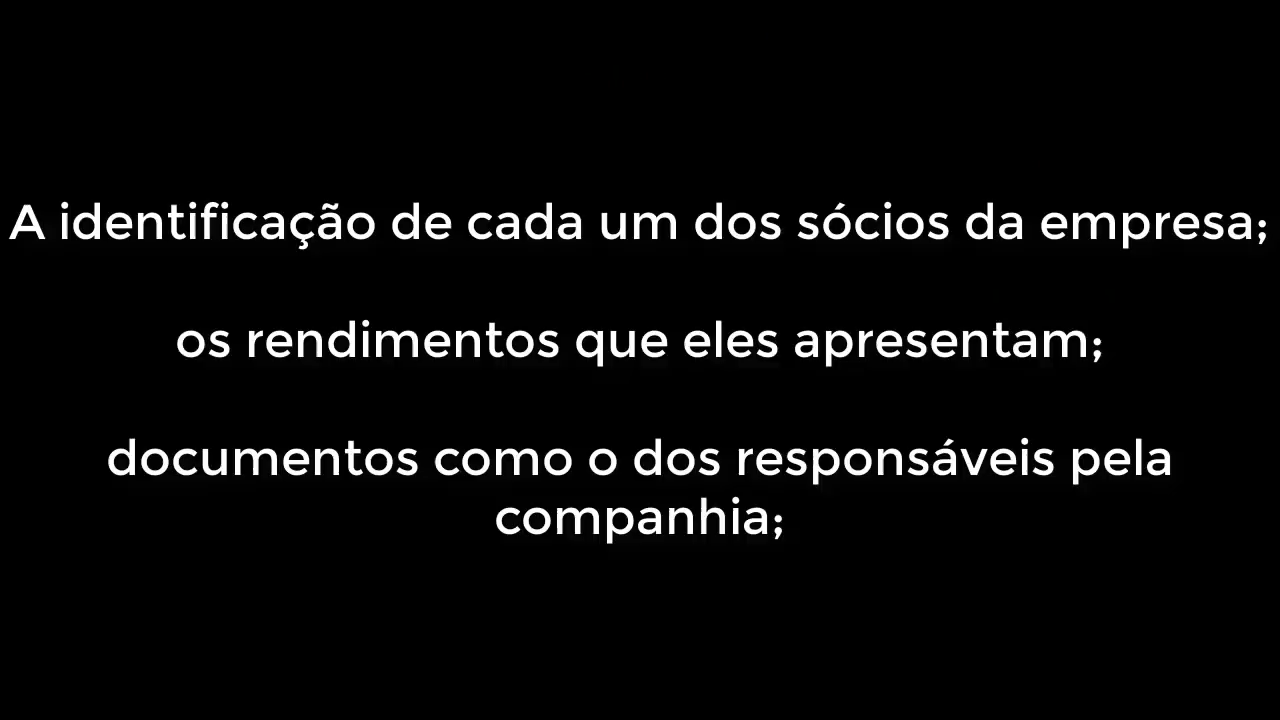 A identificação de cada um dos sócios da empresa;
os rendimentos que eles apresentam;
documentos como o dos responsáveis pela
companhia;